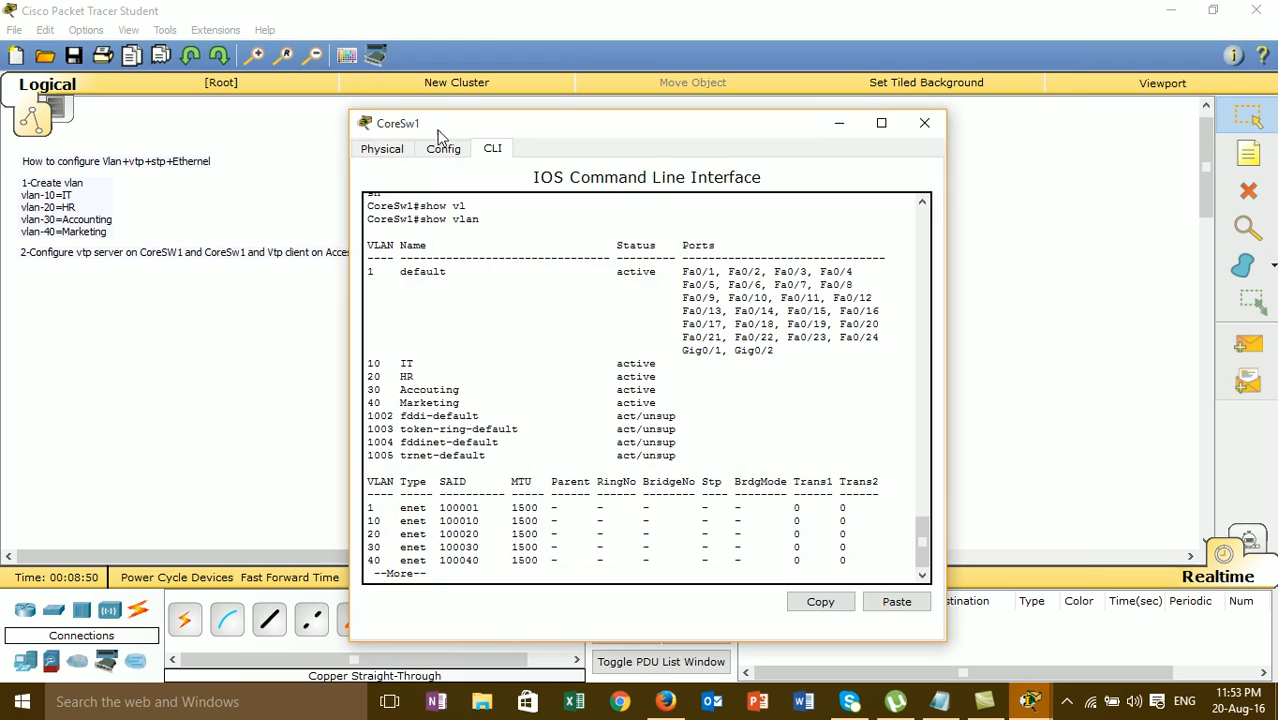 Cisco Packet Tracer Student
File Edit Options View Tools Extensions Help
Logical [Root] New Cluster Move Object Set Tiled Background Viewport
How to configure Vlan+vtp+stp+Ethernet
1-Create vlan
vlan-10=IT
vlan-20=HR
vlan-30=Accounting
vlan-40=Marketing
2-Configure vtp server on CoreSW1 and CoreSw1 and Vtp client on Acces
CoreSw1
Physical Config CLI
IOS Command Line Interface
sh
CoreSw1#show vl
CoreSw1#show vlan
VLAN Name Status Ports
---- -------------------------------- --------- -------------------------------
1 default active Fa0/1, Fa0/2, Fa0/3, Fa0/4
Fa0/5, Fa0/6, Fa0/7, Fa0/8
Fa0/9, Fa0/10, Fa0/11, Fa0/12
Fa0/13, Fa0/14, Fa0/15, Fa0/16
Fa0/17, Fa0/18, Fa0/19, Fa0/20
Fa0/21, Fa0/22, Fa0/23, Fa0/24
Gig0/1, Gig0/2
10 IT active
20 HR active
30 Accouting active
40 Marketing active
1002 fddi-default act/unsup
1003 token-ring-default act/unsup
1004 fddinet-default act/unsup
1005 trnet-default act/unsup
VLAN Type SAID MTU Parent RingNo BridgeNo Stp BrdgMode Trans1 Trans2
---- ----- ---------- ----- ------ ------ -------- ---- -------- ------ ------
1 enet 100001 1500 - - - - - 0 0
10 enet 100010 1500 - - - - - 0 0
20 enet 100020 1500 - - - - - 0 0
30 enet 100030 1500 - - - - - 0 0
40 enet 100040 1500 - - - - - 0 0
--More--
Copy Paste
Time: 00:08:50 Power Cycle Devices Fast Forward Time Realtime
Connections
Copper Straight-Through
Toggle PDU List Window
stination Type Color Time(sec) Periodic Num
Search the web and Windows
ENG 11:53 PM
20-Aug-16